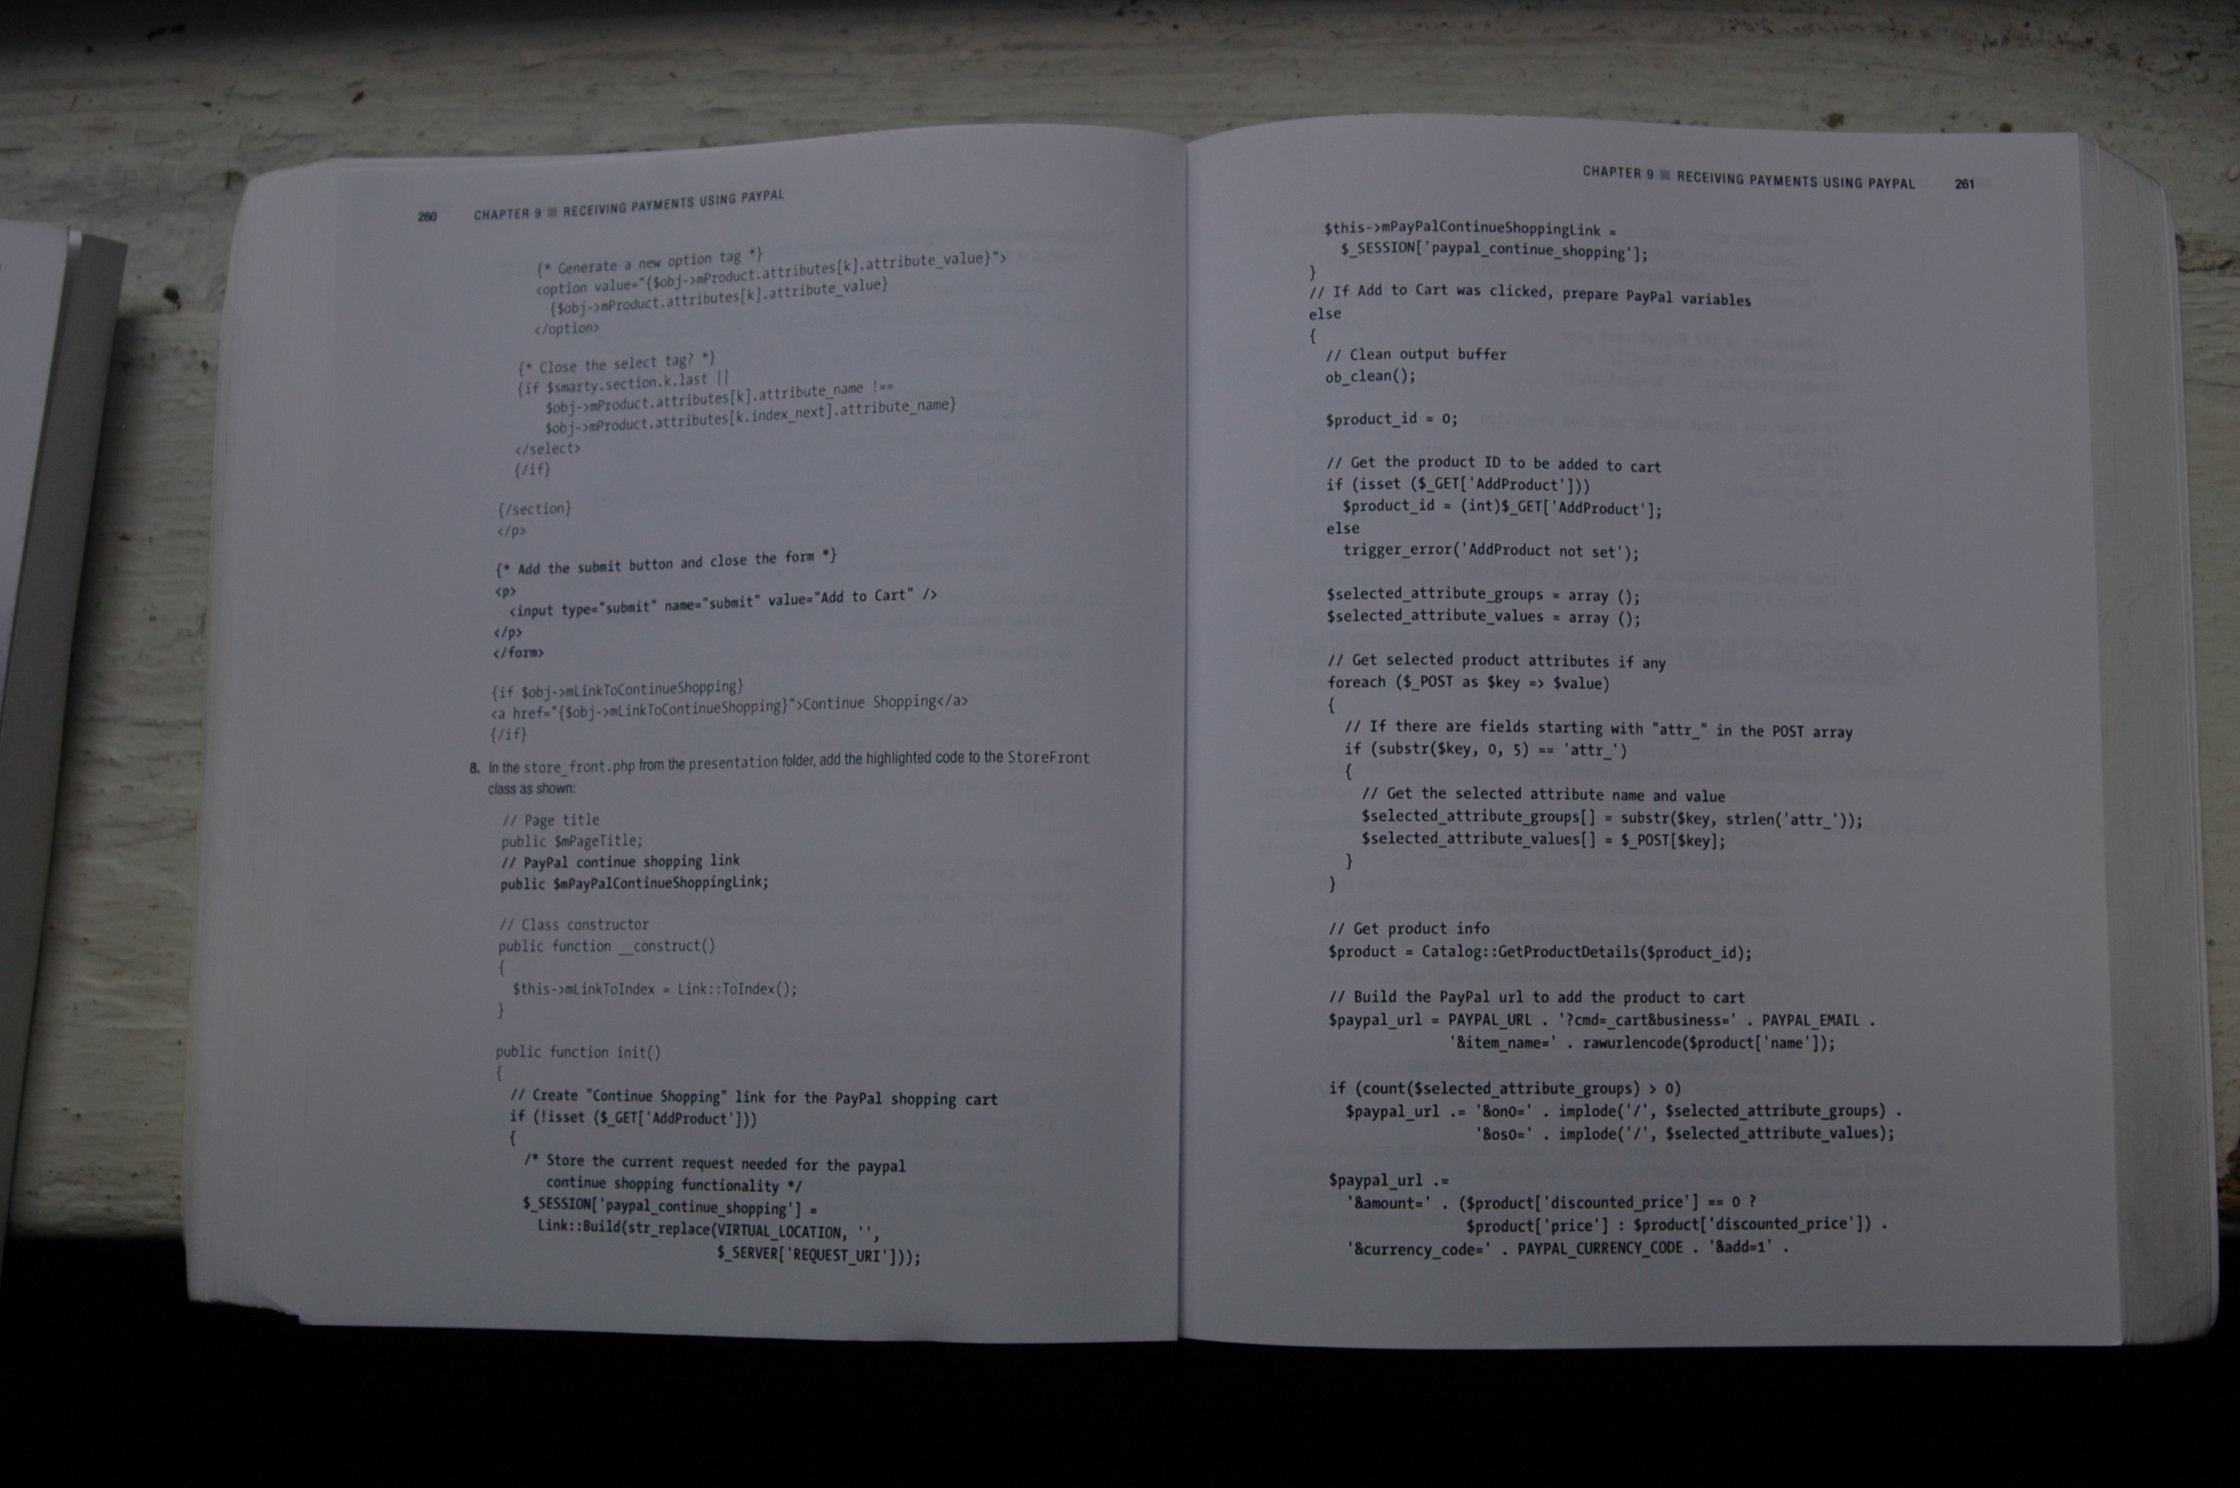 260 CHAPTER 9 ■ RECEIVING PAYMENTS USING PAYPAL
{* Generate a new option tag *}
<option value="{$obj->mProduct.attributes[k].attribute_value}">
{$obj->mProduct.attributes[k].attribute_value}
</option>
{* Close the select tag? *}
{if $smarty.section.k.last ||
$obj->mProduct.attributes[k].attribute_name !==
$obj->mProduct.attributes[k.index_next].attribute_name}
</select>
{/if}
{/section}
</p>
{* Add the submit button and close the form *}
<p>
<input type="submit" name="submit" value="Add to Cart" />
</p>
</form>
{if $obj->mLinkToContinueShopping}
<a href="{$obj->mLinkToContinueShopping}">Continue Shopping</a>
{/if}
8. In the store_front.php from the presentation folder, add the highlighted code to the StoreFront
class as shown:
// Page title
public $mPageTitle;
// PayPal continue shopping link
public $mPayPalContinueShoppingLink;
// Class constructor
public function __construct()
{
$this->mLinkToIndex = Link::ToIndex();
}
public function init()
{
// Create "Continue Shopping" link for the PayPal shopping cart
if (!isset ($_GET['AddProduct']))
{
/* Store the current request needed for the paypal
continue shopping functionality */
$_SESSION['paypal_continue_shopping'] =
Link::Build(str_replace(VIRTUAL_LOCATION, '',
$_SERVER['REQUEST_URI']));
CHAPTER 9 ■ RECEIVING PAYMENTS USING PAYPAL 261
$this->mPayPalContinueShoppingLink =
$_SESSION['paypal_continue_shopping'];
}
// If Add to Cart was clicked, prepare PayPal variables
else
{
// Clean output buffer
ob_clean();
$product_id = 0;
// Get the product ID to be added to cart
if (isset ($_GET['AddProduct']))
$product_id = (int)$_GET['AddProduct'];
else
trigger_error('AddProduct not set');
$selected_attribute_groups = array ();
$selected_attribute_values = array ();
// Get selected product attributes if any
foreach ($_POST as $key => $value)
{
// If there are fields starting with "attr_" in the POST array
if (substr($key, 0, 5) == 'attr_')
{
// Get the selected attribute name and value
$selected_attribute_groups[] = substr($key, strlen('attr_'));
$selected_attribute_values[] = $_POST[$key];
}
}
// Get product info
$product = Catalog::GetProductDetails($product_id);
// Build the PayPal url to add the product to cart
$paypal_url = PAYPAL_URL . '?cmd=_cart&business=' . PAYPAL_EMAIL .
'&item_name=' . rawurlencode($product['name']);
if (count($selected_attribute_groups) > 0)
$paypal_url .= '&on0=' . implode('/', $selected_attribute_groups) .
'&os0=' . implode('/', $selected_attribute_values);
$paypal_url .=
'&amount=' . ($product['discounted_price'] == 0 ?
$product['price'] : $product['discounted_price']) .
'&currency_code=' . PAYPAL_CURRENCY_CODE . '&add=1' .